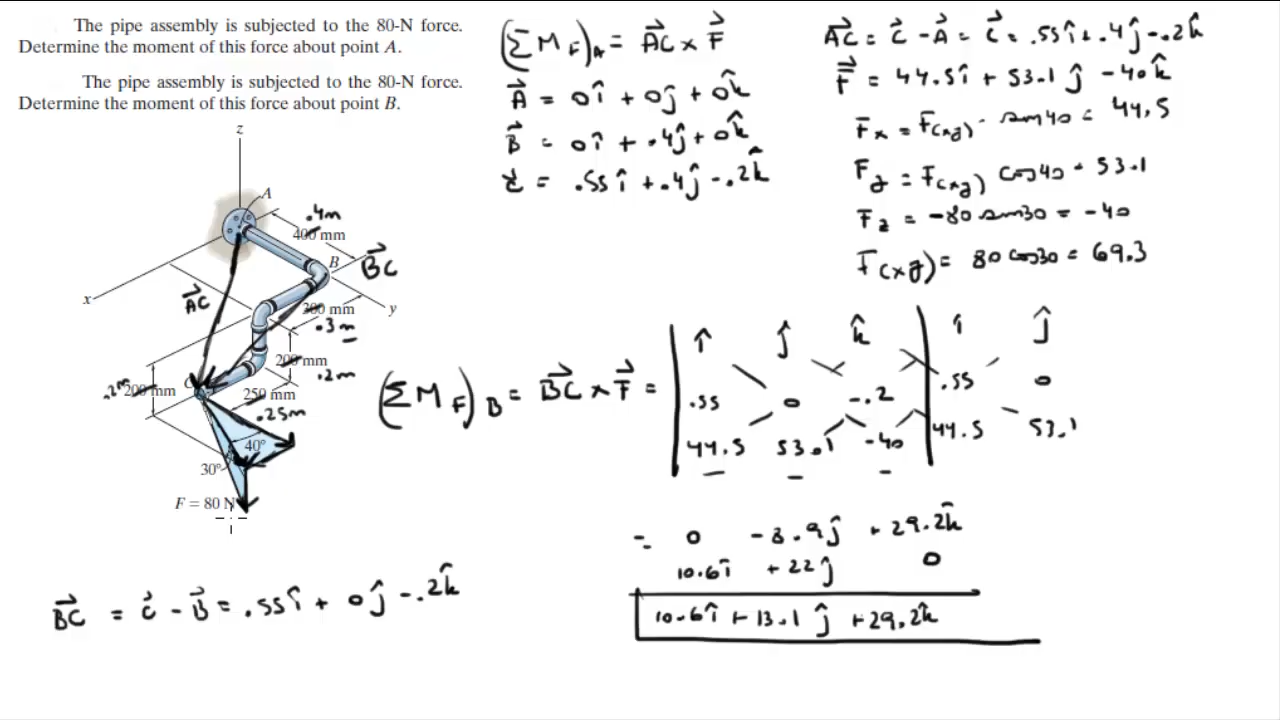 The pipe assembly is subjected to the 80-N force.
Determine the moment of this force about point A.
The pipe assembly is subjected to the 80-N force.
Determine the moment of this force about point B.
z
A
.4m
400 mm
B
BC
x
AC
300 mm
y
.3m
200 mm
.2m
.2m 200 mm
C
250 mm
.25m
40°
30°
F = 80 N
BC = C - B = .55î + 0ĵ - .2k̂
(ΣM_F)_A = AC × F
A = 0î + 0ĵ + 0k̂
B = 0î + .4ĵ + 0k̂
C = .55î + .4ĵ - .2k̂
AC = C - A = C = .55î + .4ĵ - .2k̂
F = 44.5î + 53.1ĵ - 40k̂
Fx = F(xy) · sin40 = 44.5
Fy = F(xy) cos40 = 53.1
Fz = -80 sin30 = -40
F(xy) = 80 cos30 = 69.3
(ΣM_F)_B = BC × F =
î ĵ k̂ î ĵ
.55 0 -.2 .55 0
44.5 53.1 -40 44.5 53.1
= 0 -8.9ĵ + 29.2k̂
10.6î + 22ĵ 0
10.6î + 13.1ĵ + 29.2k̂